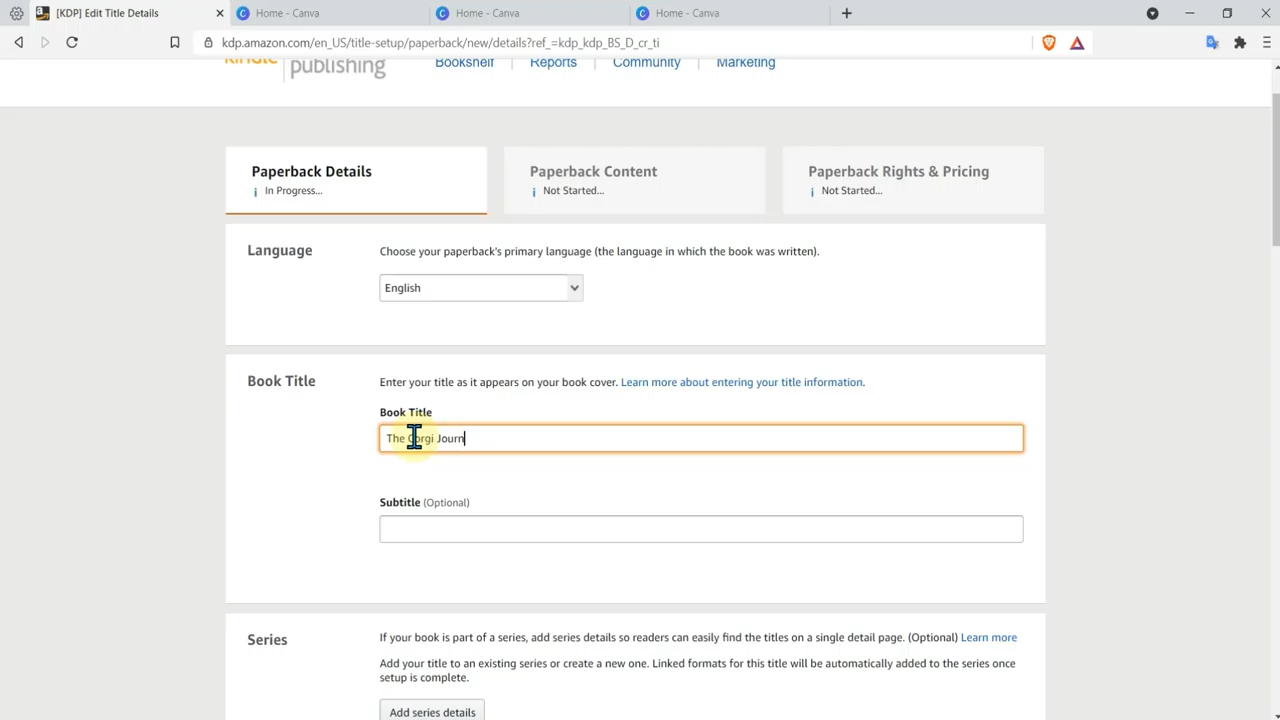 [KDP] Edit Title Details
Home - Canva
Home - Canva
Home - Canva
kdp.amazon.com/en_US/title-setup/paperback/new/details?ref_=kdp_kdp_BS_D_cr_ti
kindle
publishing
Bookshelf
Reports
Community
Marketing
Paperback Details
In Progress...
Paperback Content
Not Started...
Paperback Rights & Pricing
Not Started...
Language
Choose your paperback's primary language (the language in which the book was written).
English
Book Title
Enter your title as it appears on your book cover. Learn more about entering your title information.
Book Title
The Corgi Journ
Subtitle (Optional)
Series
If your book is part of a series, add series details so readers can easily find the titles on a single detail page. (Optional) Learn more
Add your title to an existing series or create a new one. Linked formats for this title will be automatically added to the series once
setup is complete.
Add series details